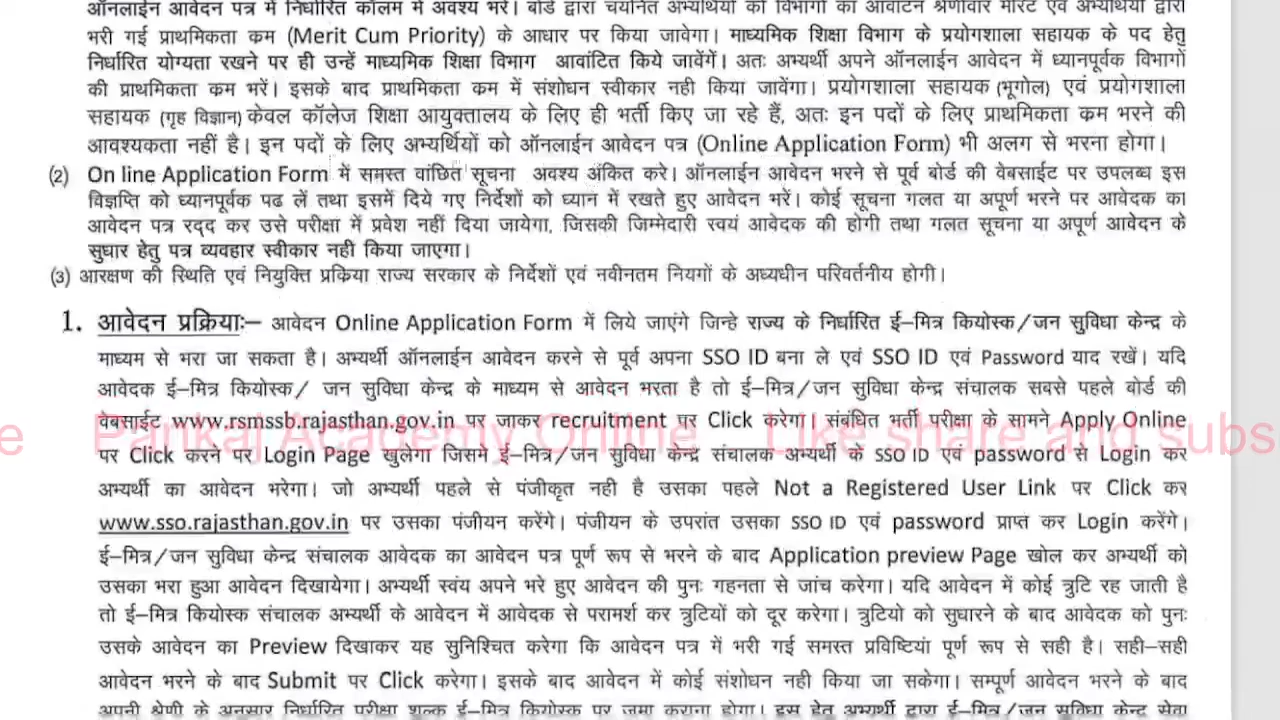 ऑनलाईन आवेदन पत्र में निर्धारित कॉलम में अवश्य भरें। बोर्ड द्वारा चयनित अभ्यर्थियों को विभागों का आवंटन श्रेणीवार मेरिट एवं अभ्यर्थियों द्वारा
भरी गई प्राथमिकता क्रम (Merit Cum Priority) के आधार पर किया जावेगा। माध्यमिक शिक्षा विभाग के प्रयोगशाला सहायक के पद हेतु
निर्धारित योग्यता रखने पर ही उन्हें माध्यमिक शिक्षा विभाग आवांटित किये जावेंगें। अतः अभ्यर्थी अपने ऑनलाईन आवेदन में ध्यानपूर्वक विभागों
की प्राथमिकता क्रम भरें। इसके बाद प्राथमिकता क्रम में संशोधन स्वीकार नही किया जावेंगा। प्रयोगशाला सहायक (भूगोल) एवं प्रयोगशाला
सहायक (गृह विज्ञान) केवल कॉलेज शिक्षा आयुक्तालय के लिए ही भर्ती किए जा रहे हैं, अतः इन पदों के लिए प्राथमिकता क्रम भरने की
आवश्यकता नहीं है। इन पदों के लिए अभ्यर्थियों को ऑनलाईन आवेदन पत्र (Online Application Form) भी अलग से भरना होगा।
(2) On line Application Form में समस्त वांछित सूचना अवश्य अंकित करे। ऑनलाईन आवेदन भरने से पूर्व बोर्ड की वेबसाईट पर उपलब्ध इस
विज्ञप्ति को ध्यानपूर्वक पढ लें तथा इसमें दिये गए निर्देशों को ध्यान में रखते हुए आवेदन भरें। कोई सूचना गलत या अपूर्ण भरने पर आवेदक का
आवेदन पत्र रद्द कर उसे परीक्षा में प्रवेश नहीं दिया जायेगा, जिसकी जिम्मेदारी स्वयं आवेदक की होगी तथा गलत सूचना या अपूर्ण आवेदन के
सुधार हेतु पत्र व्यवहार स्वीकार नही किया जाएगा।
(3) आरक्षण की स्थिति एवं नियुक्ति प्रक्रिया राज्य सरकार के निर्देशों एवं नवीनतम नियगों के अध्यधीन परिवर्तनीय होगी।
1. आवेदन प्रक्रियाः– आवेदन Online Application Form में लिये जाएंगे जिन्हे राज्य के निर्धारित ई–मित्र कियोस्क/जन सुविधा केन्द्र के
माध्यम से भरा जा सकता है। अभ्यर्थी ऑनलाईन आवेदन करने से पूर्व अपना SSO ID बना ले एवं SSO ID एवं Password याद रखें। यदि
आवेदक ई–मित्र कियोस्क/ जन सुविधा केन्द्र के माध्यम से आवेदन भरता है तो ई–मित्र/जन सुविधा केन्द्र संचालक सबसे पहले बोर्ड की
वेबसाईट www.rsmssb.rajasthan.gov.in पर जाकर recruitment पर Click करेगा। संबंधित भर्ती परीक्षा के सामने Apply Online
e Pankaj Academy Online Like share and subs
पर Click करने पर Login Page खुलेगा जिसमे ई–मित्र/जन सुविधा केन्द्र संचालक अभ्यर्थी के SSO ID एवं password से Login कर
अभ्यर्थी का आवेदन भरेगा। जो अभ्यर्थी पहले से पंजीकृत नही है उसका पहले Not a Registered User Link पर Click कर
www.sso.rajasthan.gov.in पर उसका पंजीयन करेंगे। पंजीयन के उपरांत उसका SSO ID एवं password प्राप्त कर Login करेंगे।
ई–मित्र/जन सुविधा केन्द्र संचालक आवेदक का आवेदन पत्र पूर्ण रूप से भरने के बाद Application preview Page खोल कर अभ्यर्थी को
उसका भरा हुआ आवेदन दिखायेगा। अभ्यर्थी स्वंय अपने भरे हुए आवेदन की पुनः गहनता से जांच करेगा। यदि आवेदन में कोई त्रुटि रह जाती है
तो ई–मित्र कियोस्क संचालक अभ्यर्थी के आवेदन में आवेदक से परामर्श कर त्रुटियों को दूर करेगा। त्रुटियो को सुधारने के बाद आवेदक को पुनः
उसके आवेदन का Preview दिखाकर यह सुनिश्चित करेगा कि आवेदन पत्र में भरी गई समस्त प्रविष्टियां पूर्ण रूप से सही है। सही–सही
आवेदन भरने के बाद Submit पर Click करेगा। इसके बाद आवेदन में कोई संशोधन नही किया जा सकेगा। सम्पूर्ण आवेदन भरने के बाद
अपनी श्रेणी के अनुसार निर्धारित परीक्षा शुल्क ई–मित्र कियोस्क पर जमा कराना होगा। इस हेतु अभ्यर्थी द्वारा ई–मित्र/जन सुविधा केन्द्र सेवा